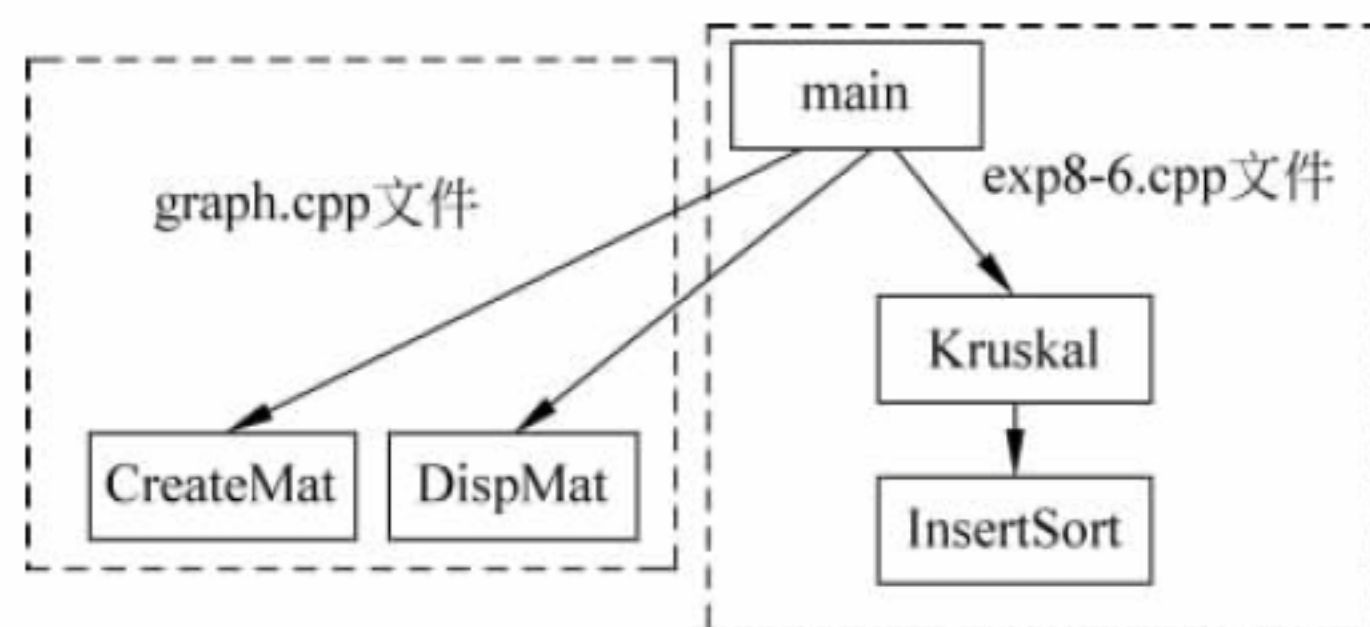 main
graph.cpp文件
exp8-6.cpp文件
Kruskal
CreateMat
DispMat
InsertSort